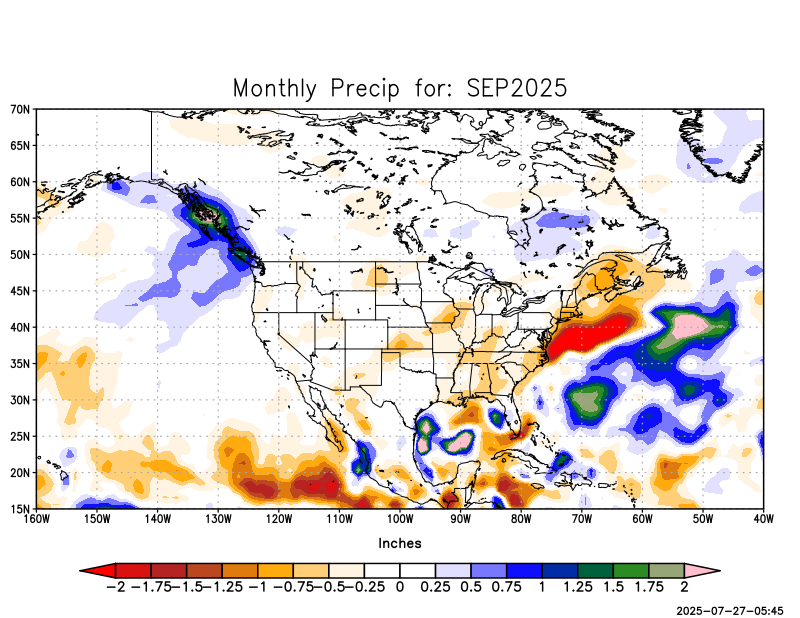 Monthly Precip for: SEP2025
70N
65N
60N
55N
50N
45N
40N
35N
30N
25N
20N
15N
160W 150W 140W 130W 120W 110W 100W 90W 80W 70W 60W 50W 40W
Inches
-2 -1.75 -1.5 -1.25 -1 -0.75 -0.5 -0.25 0 0.25 0.5 0.75 1 1.25 1.5 1.75 2
2025-07-27-05:45